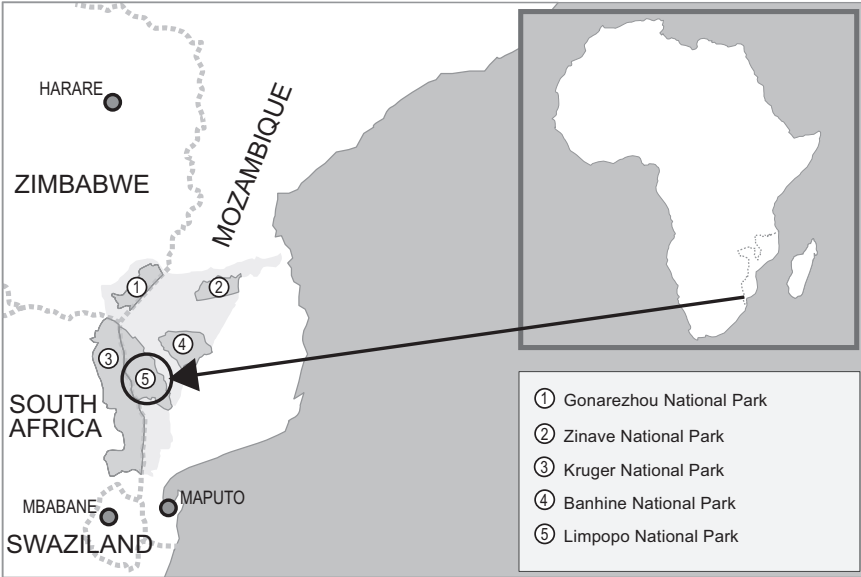 HARARE
ZIMBABWE
MOZAMBIQUE
1
2
3
4
5
SOUTH
AFRICA
MBABANE
MAPUTO
SWAZILAND
1 Gonarezhou National Park
2 Zinave National Park
3 Kruger National Park
4 Banhine National Park
5 Limpopo National Park